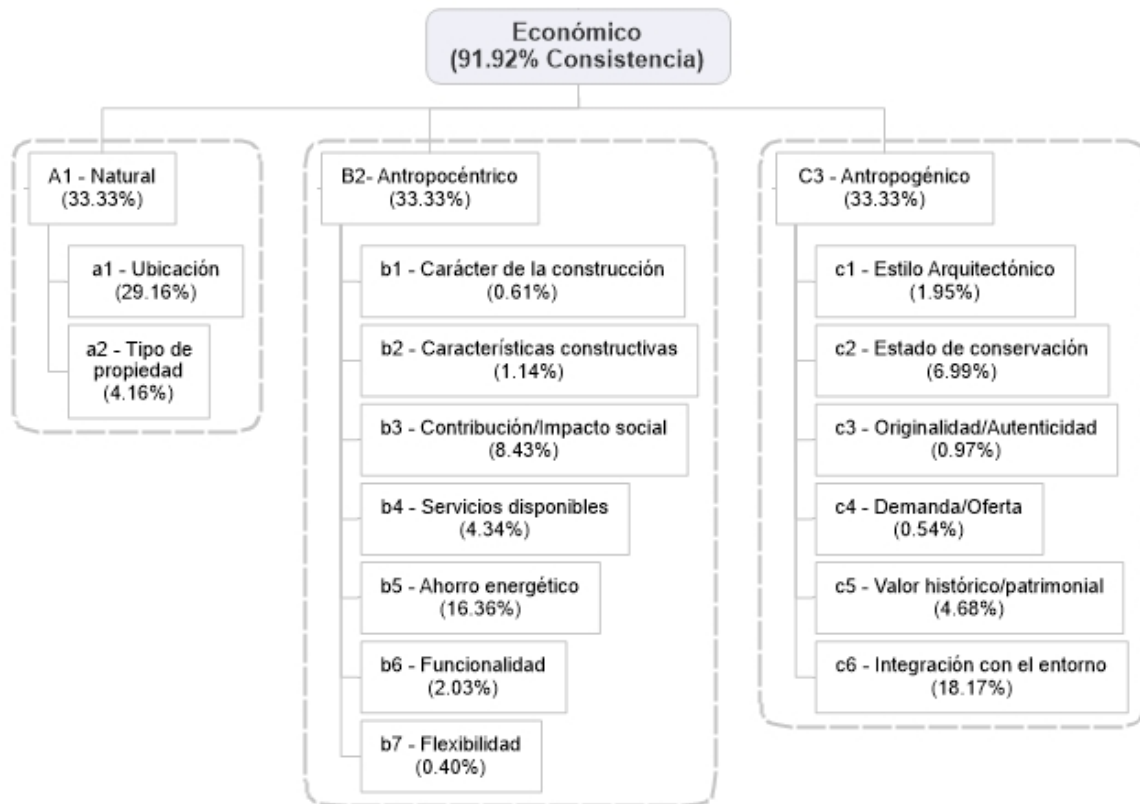 Económico
(91.92% Consistencia)
A1 - Natural
(33.33%)
a1 - Ubicación
(29.16%)
a2 - Tipo de
propiedad
(4.16%)
B2- Antropocéntrico
(33.33%)
b1 - Carácter de la construcción
(0.61%)
b2 - Características constructivas
(1.14%)
b3 - Contribución/Impacto social
(8.43%)
b4 - Servicios disponibles
(4.34%)
b5 - Ahorro energético
(16.36%)
b6 - Funcionalidad
(2.03%)
b7 - Flexibilidad
(0.40%)
C3 - Antropogénico
(33.33%)
c1 - Estilo Arquitectónico
(1.95%)
c2 - Estado de conservación
(6.99%)
c3 - Originalidad/Autenticidad
(0.97%)
c4 - Demanda/Oferta
(0.54%)
c5 - Valor histórico/patrimonial
(4.68%)
c6 - Integración con el entorno
(18.17%)